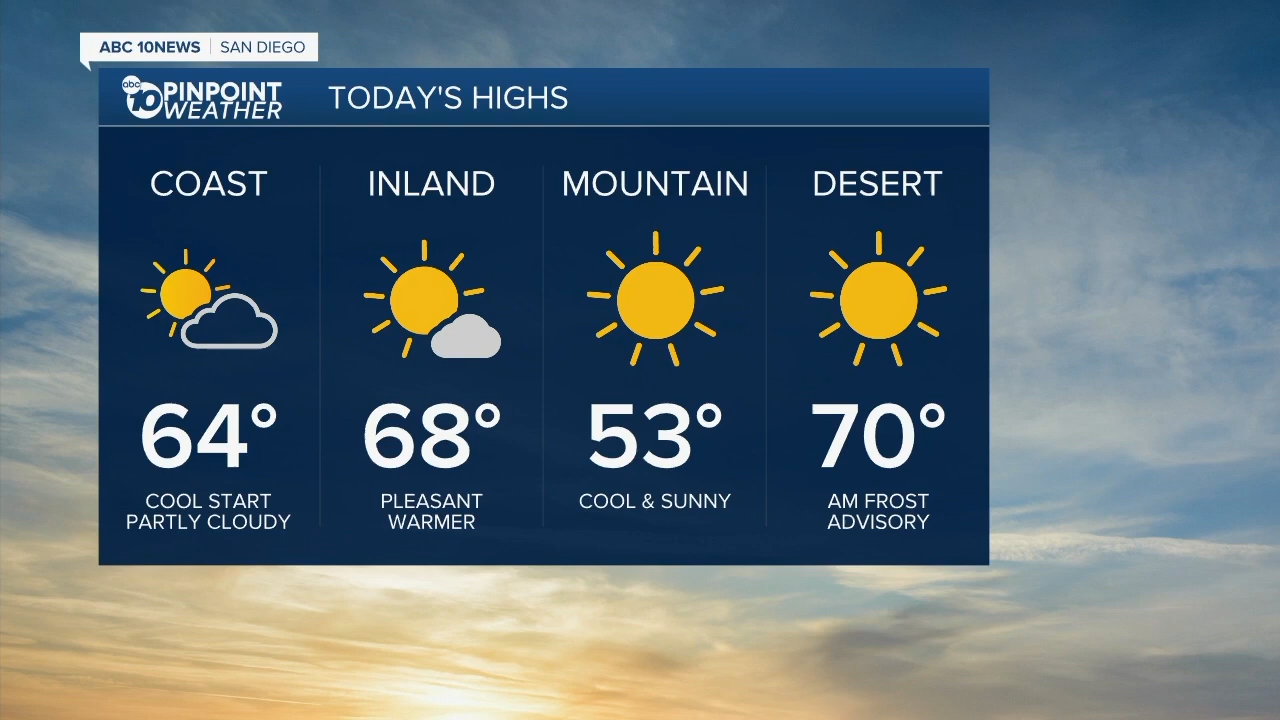 ABC 10NEWS | SAN DIEGO
abc 10 PINPOINT WEATHER
TODAY'S HIGHS
COAST
64°
COOL START
PARTLY CLOUDY
INLAND
68°
PLEASANT
WARMER
MOUNTAIN
53°
COOL & SUNNY
DESERT
70°
AM FROST
ADVISORY